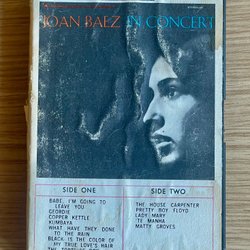 JOAN BAEZ IN CONCERT
SIDE ONE
BABE, I'M GOING TO
LEAVE YOU
GEORDIE
COPPER KETTLE
KUMBAYA
WHAT HAVE THEY DONE
TO THE RAIN
BLACK IS THE COLOR OF
MY TRUE LOVE'S HAIR
SIDE TWO
THE HOUSE CARPENTER
PRETTY BOY FLOYD
LADY MARY
TE MANHA
MATTY GROVES